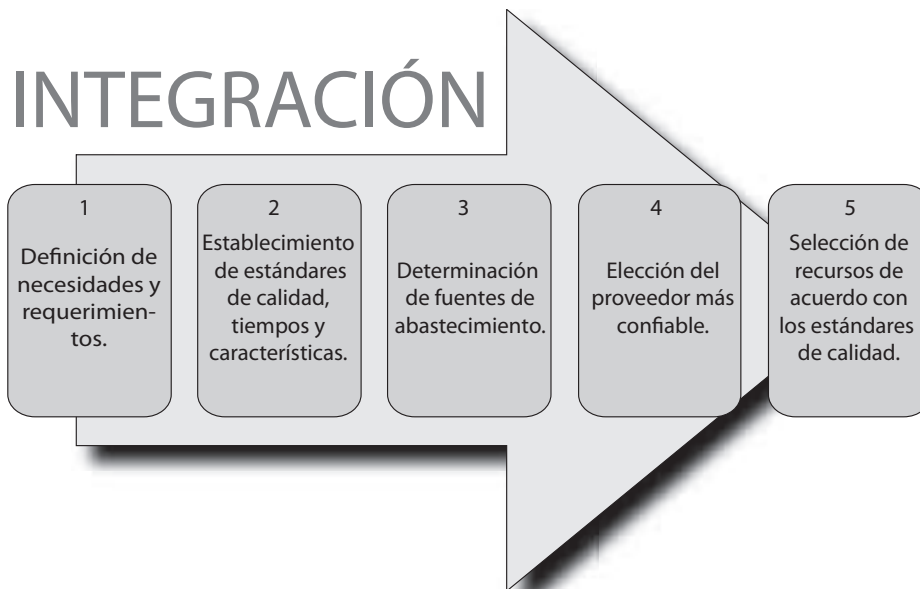 INTEGRACIÓN
1
Definición de
necesidades y
requerimien-
tos.
2
Establecimiento
de estándares
de calidad,
tiempos y
características.
3
Determinación
de fuentes de
abastecimiento.
4
Elección del
proveedor más
confiable.
5
Selección de
recursos de
acuerdo con
los estándares
de calidad.